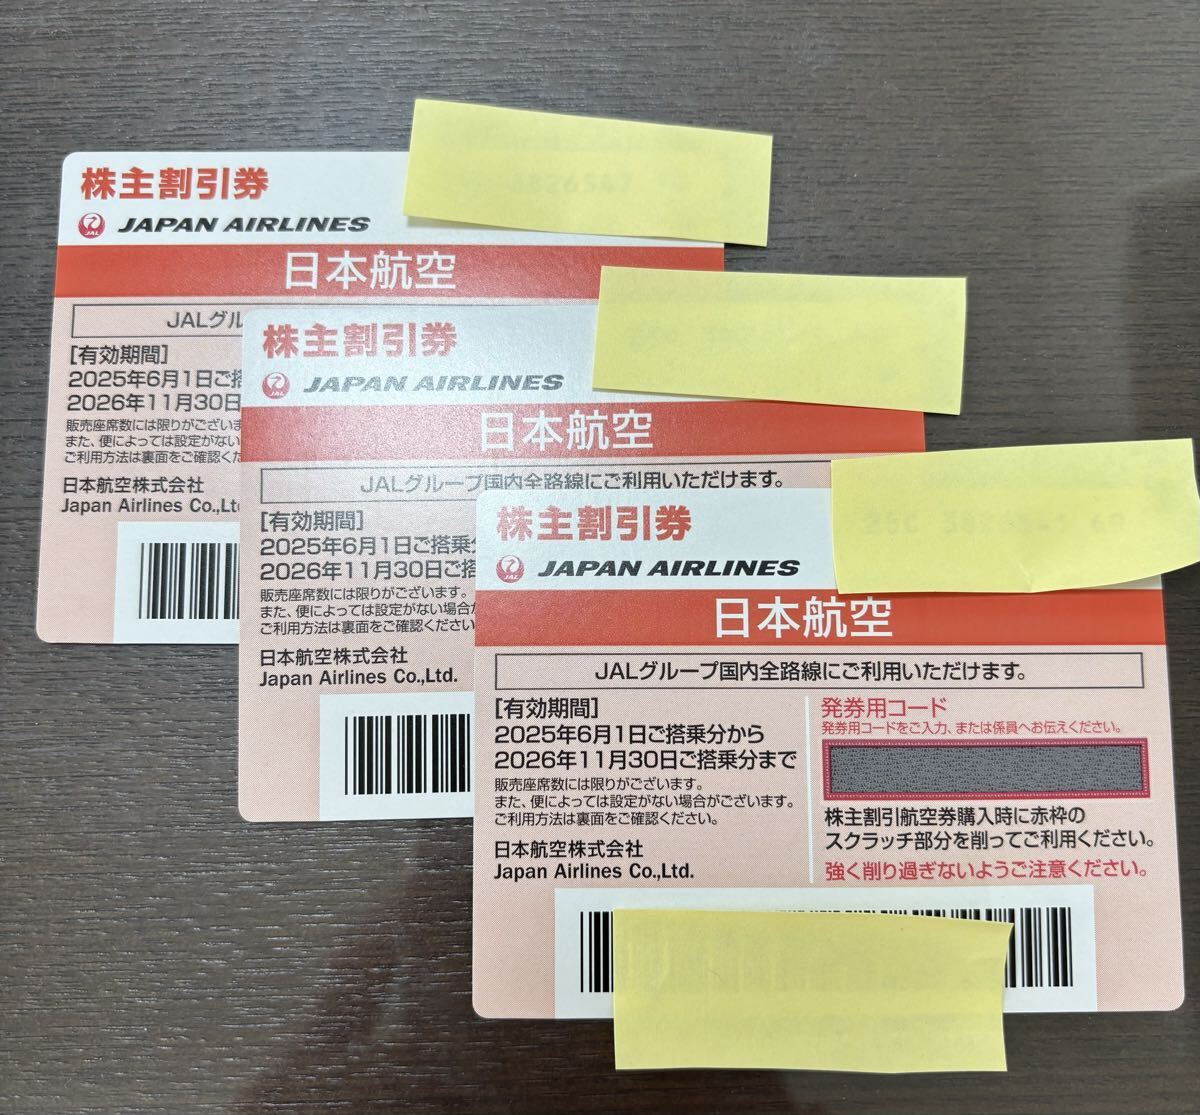 株主割引券
JAPAN AIRLINES
日本航空
JALグル
[有効期間]
2025年6月1日ご搭
2026年11月30日
販売座席数には限りがございま
また、便によっては設定がない
ご利用方法は裏面をご確認くだ
日本航空株式会社
Japan Airlines Co.,Lt
株主割引券
JAPAN AIRLINES
日本航空
JALグループ国内全路線にご利用いただけます。
[有効期間]
2025年6月1日ご搭乗分
2026年11月30日ご搭
販売座席数には限りがございます。
また、便によっては設定がない場合が
ご利用方法は裏面をご確認ください
日本航空株式会社
Japan Airlines Co.,Ltd.
株主割引券
JAL
JAPAN AIRLINES
日本航空
JALグループ国内全路線にご利用いただけます。
[有効期間]
2025年6月1日ご搭乗分から
2026年11月30日ご搭乗分まで
販売座席数には限りがございます。
また、便によっては設定がない場合がございます。
ご利用方法は裏面をご確認ください。
日本航空株式会社
Japan Airlines Co.,Ltd.
発券用コード
発券用コードをご入力、または係員へお伝えください。
株主割引航空券購入時に赤枠の
スクラッチ部分を削ってご利用ください。
強く削り過ぎないようご注意ください。